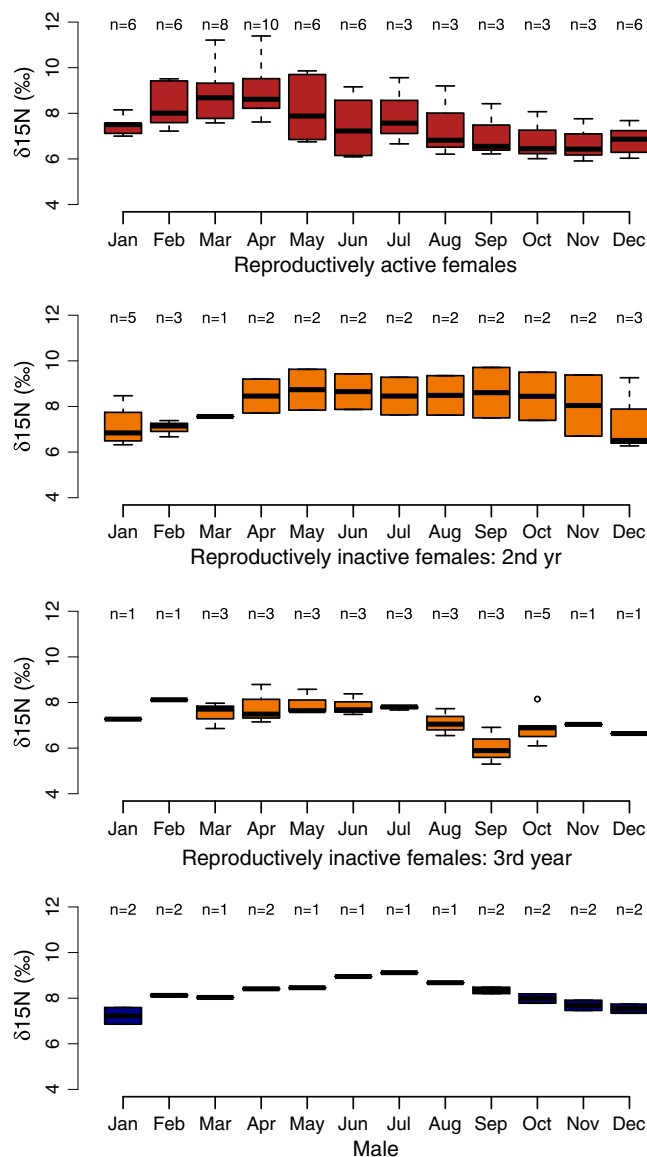 n=6 n=6 n=8 n=10 n=6 n=6 n=3 n=3 n=3 n=3 n=3 n=6
12
10
8
6
4
δ15N (‰)
Jan Feb Mar Apr May Jun Jul Aug Sep Oct Nov Dec
Reproductively active females
n=5 n=3 n=1 n=2 n=2 n=2 n=2 n=2 n=2 n=2 n=2 n=3
12
10
8
6
4
δ15N (‰)
Jan Feb Mar Apr May Jun Jul Aug Sep Oct Nov Dec
Reproductively inactive females: 2nd yr
n=1 n=1 n=3 n=3 n=3 n=3 n=3 n=3 n=3 n=5 n=1 n=1
12
10
8
6
4
δ15N (‰)
Jan Feb Mar Apr May Jun Jul Aug Sep Oct Nov Dec
Reproductively inactive females: 3rd year
n=2 n=2 n=1 n=2 n=1 n=1 n=1 n=1 n=2 n=2 n=2 n=2
12
10
8
6
4
δ15N (‰)
Jan Feb Mar Apr May Jun Jul Aug Sep Oct Nov Dec
Male